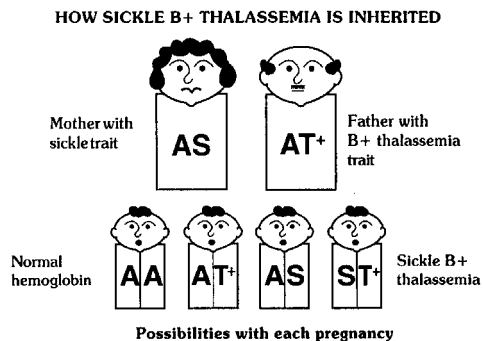 HOW SICKLE B+ THALASSEMIA IS INHERITED
Mother with
sickle trait
AS
AT+
Father with
B+ thalassemia
trait
Normal
hemoglobin
AA
AT+
AS
ST+
Sickle B+
thalassemia
Possibilities with each pregnancy